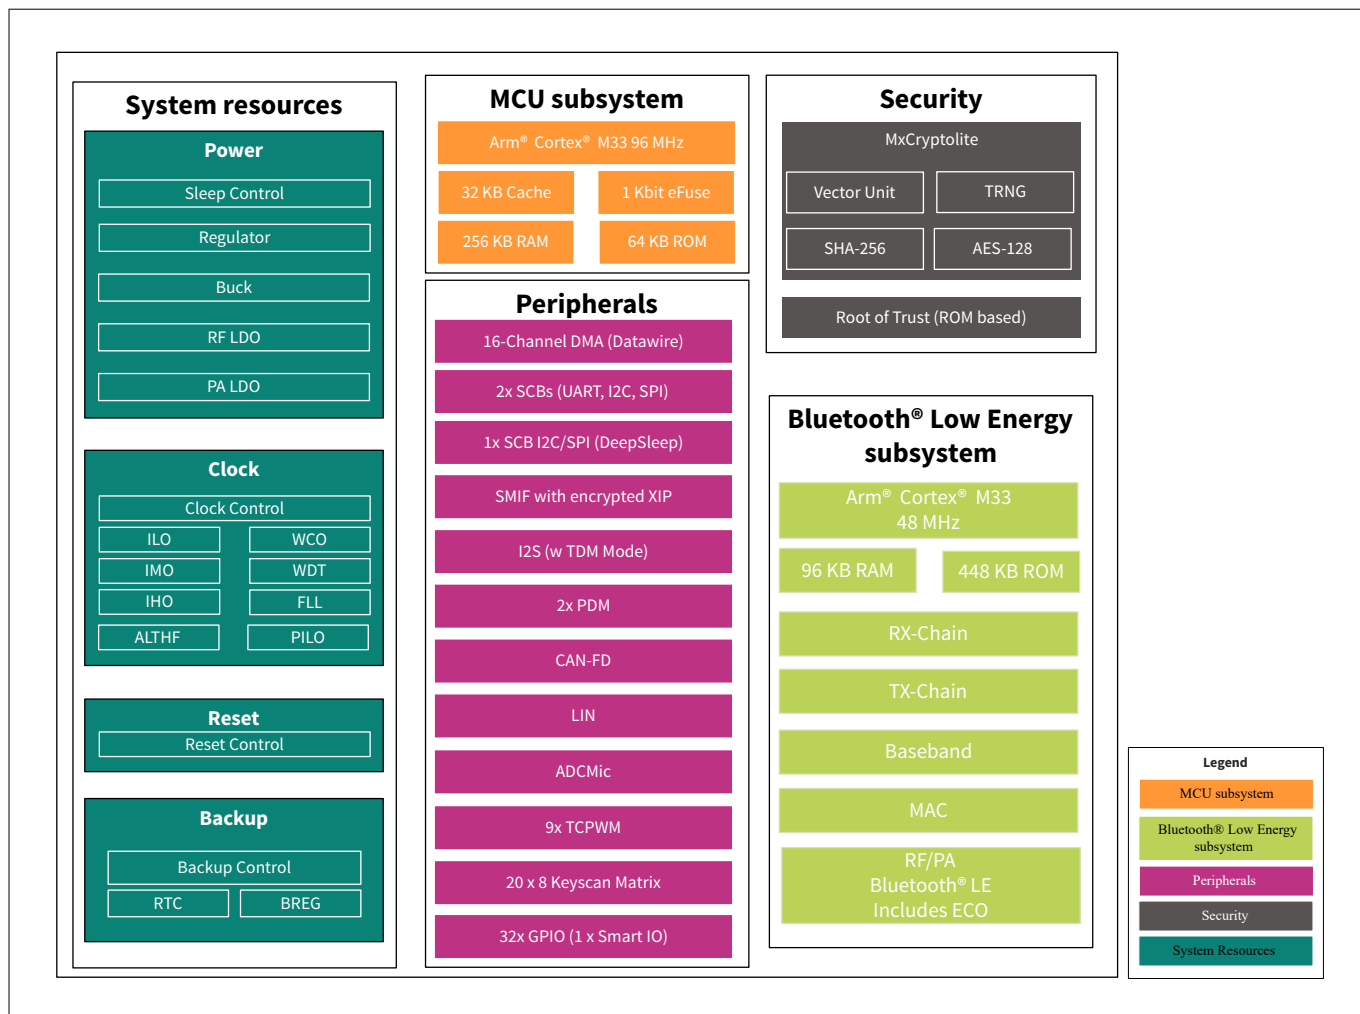 System resources
Power
Sleep Control
Regulator
Buck
RF LDO
PA LDO
Clock
Clock Control
ILO
WCO
IMO
WDT
IHO
FLL
ALTHF
PILO
Reset
Reset Control
Backup
Backup Control
RTC
BREG
MCU subsystem
Arm® Cortex® M33 96 MHz
32 KB Cache
1 Kbit eFuse
256 KB RAM
64 KB ROM
Peripherals
16-Channel DMA (Datawire)
2x SCBs (UART, I2C, SPI)
1x SCB I2C/SPI (DeepSleep)
SMIF with encrypted XIP
I2S (w TDM Mode)
2x PDM
CAN-FD
LIN
ADCMic
9x TCPWM
20 x 8 Keyscan Matrix
32x GPIO (1 x Smart IO)
Security
MxCryptolite
Vector Unit
TRNG
SHA-256
AES-128
Root of Trust (ROM based)
Bluetooth® Low Energy
subsystem
Arm® Cortex® M33
48 MHz
96 KB RAM
448 KB ROM
RX-Chain
TX-Chain
Baseband
MAC
RF/PA
Bluetooth® LE
Includes ECO
Legend
MCU subsystem
Bluetooth® Low Energy
subsystem
Peripherals
Security
System Resources